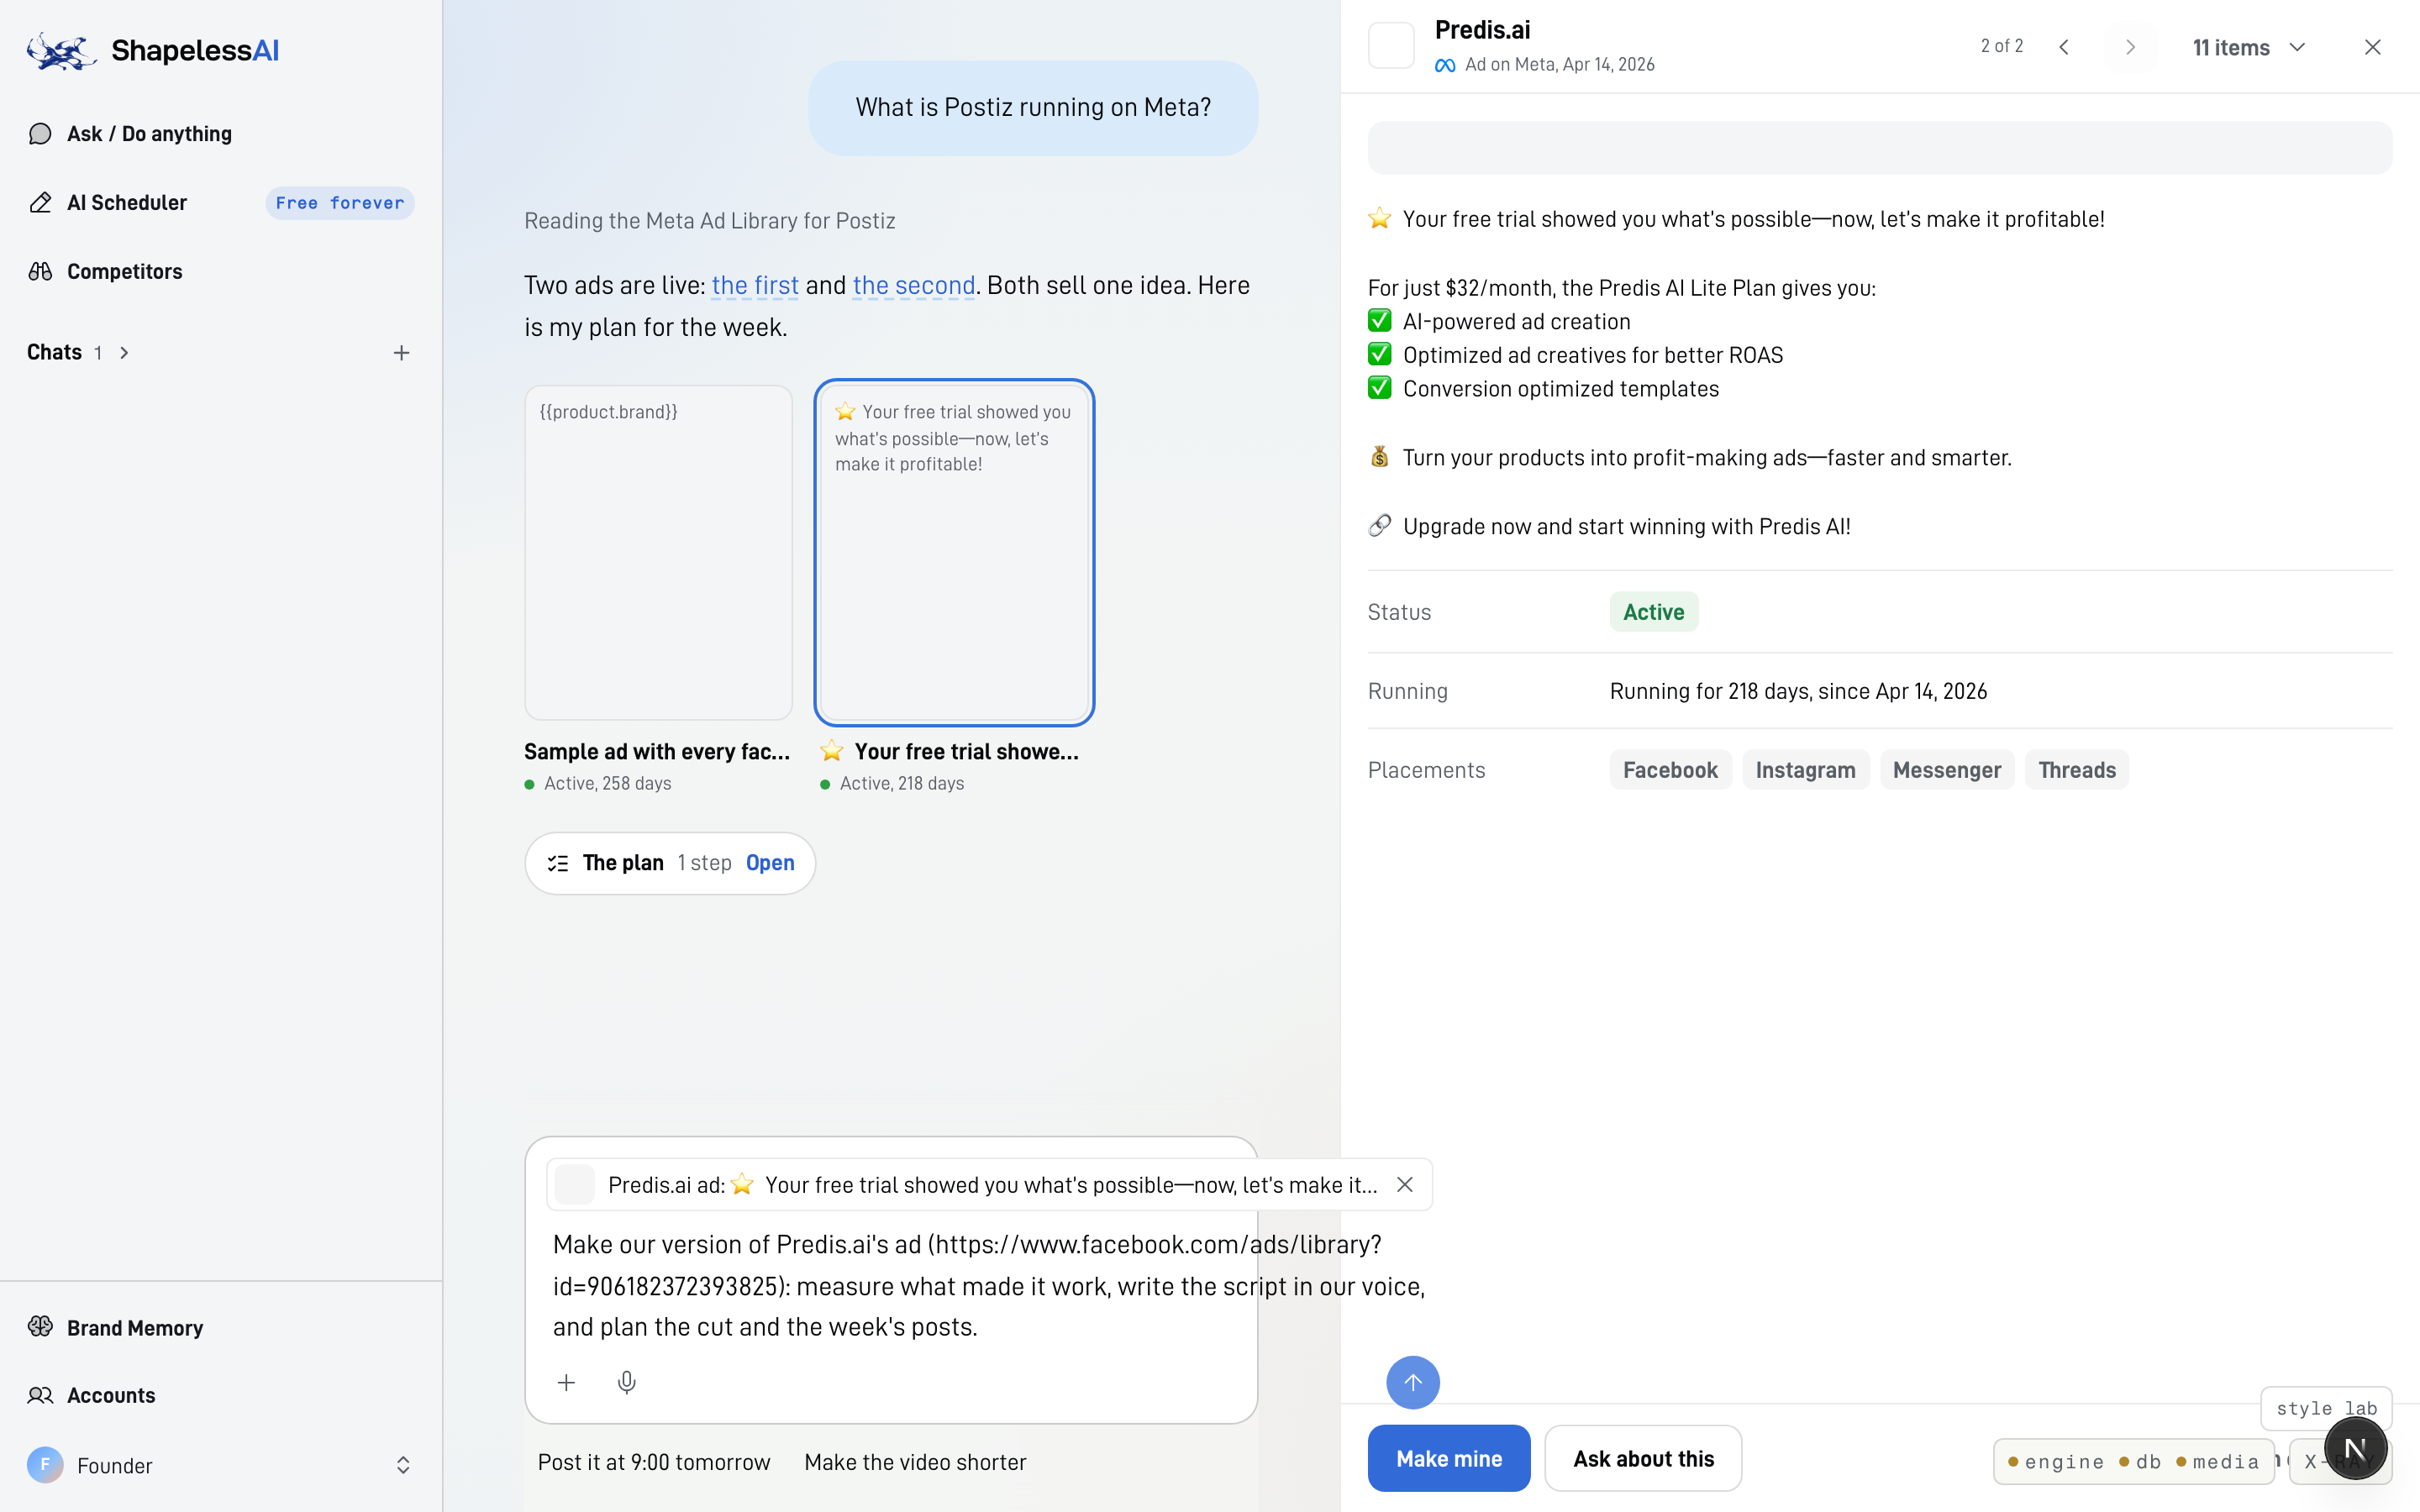 ShapelessAI
Ask / Do anything
AI Scheduler
Free forever
Competitors
Chats 1
Brand Memory
Accounts
F
Founder
What is Postiz running on Meta?
Reading the Meta Ad Library for Postiz
Two ads are live: the first and the second. Both sell one idea. Here
is my plan for the week.
{{product.brand}}
⭐ Your free trial showed you
what's possible—now, let's
make it profitable!
Sample ad with every fac...
Active, 258 days
⭐ Your free trial showe...
Active, 218 days
The plan 1 step Open
Predis.ai ad: ⭐ Your free trial showed you what's possible—now, let's make it...
Make our version of Predis.ai's ad (https://www.facebook.com/ads/library?
id=906182372393825): measure what made it work, write the script in our voice,
and plan the cut and the week's posts.
Post it at 9:00 tomorrow
Make the video shorter
Predis.ai
Ad on Meta, Apr 14, 2026
2 of 2
11 items
⭐ Your free trial showed you what's possible—now, let's make it profitable!
For just $32/month, the Predis AI Lite Plan gives you:
✅ AI-powered ad creation
✅ Optimized ad creatives for better ROAS
✅ Conversion optimized templates
💰 Turn your products into profit-making ads—faster and smarter.
🔗 Upgrade now and start winning with Predis AI!
Status
Active
Running
Running for 218 days, since Apr 14, 2026
Placements
Facebook
Instagram
Messenger
Threads
Make mine
Ask about this
style lab
engine
db
media
N